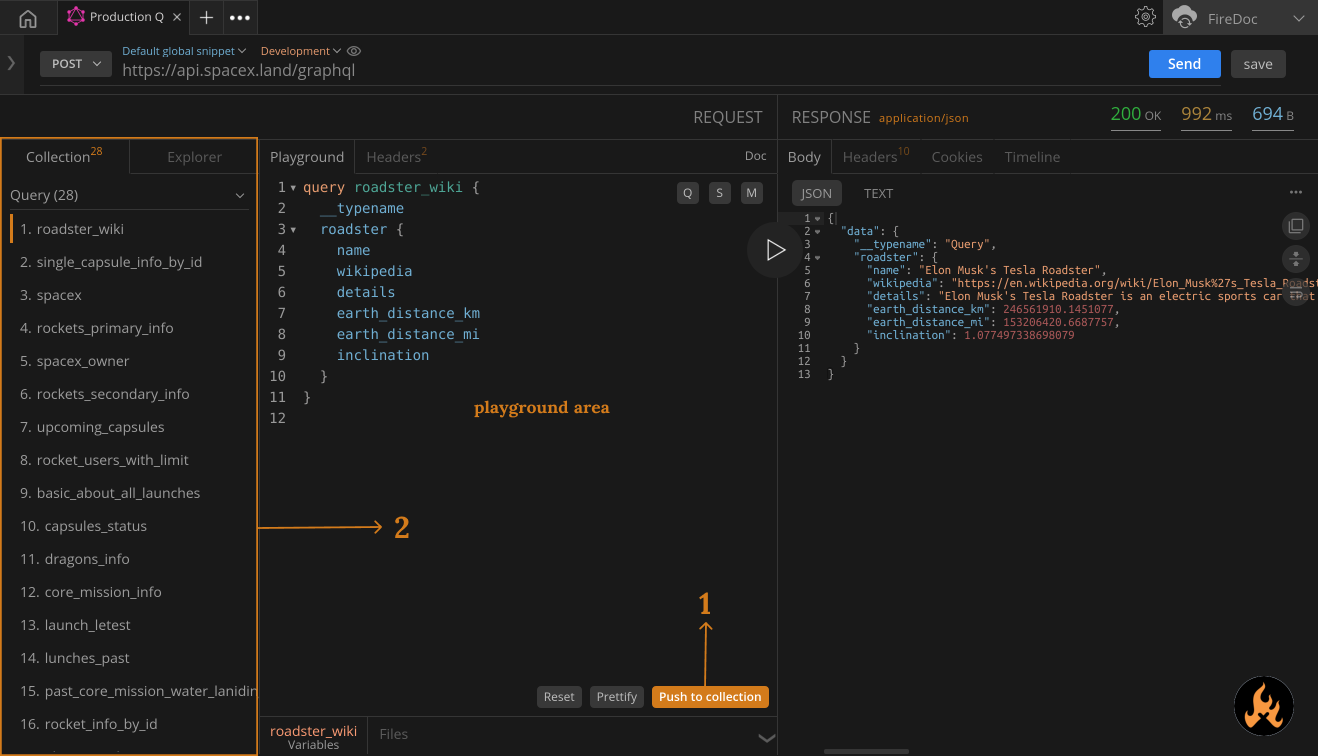 Production Q
FireDoc
POST
Default global snippet
Development
https://api.spacex.land/graphql
Send
save
REQUEST
RESPONSE application/json
200 OK
992 ms
694 B
Collection 28
Explorer
Query (28)
1. roadster_wiki
2. single_capsule_info_by_id
3. spacex
4. rockets_primary_info
5. spacex_owner
6. rockets_secondary_info
7. upcoming_capsules
8. rocket_users_with_limit
9. basic_about_all_launches
10. capsules_status
11. dragons_info
12. core_mission_info
13. launch_letest
14. lunches_past
15. past_core_mission_water_lanidin
16. rocket_info_by_id
2
Playground
Headers 2
Doc
Q S M
1 query roadster_wiki {
2 __typename
3 roadster {
4 name
5 wikipedia
6 details
7 earth_distance_km
8 earth_distance_mi
9 inclination
10 }
11 }
12
playground area
1
Reset
Prettify
Push to collection
roadster_wiki
Variables
Files
Body
Headers 10
Cookies
Timeline
JSON
TEXT
1 {
2 "data": {
3 "__typename": "Query",
4 "roadster": {
5 "name": "Elon Musk's Tesla Roadster",
6 "wikipedia": "https://en.wikipedia.org/wiki/Elon_Musk%27s_Tesla_Roadst
7 "details": "Elon Musk's Tesla Roadster is an electric sports car that
8 "earth_distance_km": 246561910.1451077,
9 "earth_distance_mi": 153206420.6687757,
10 "inclination": 1.077497338698079
11 }
12 }
13 }